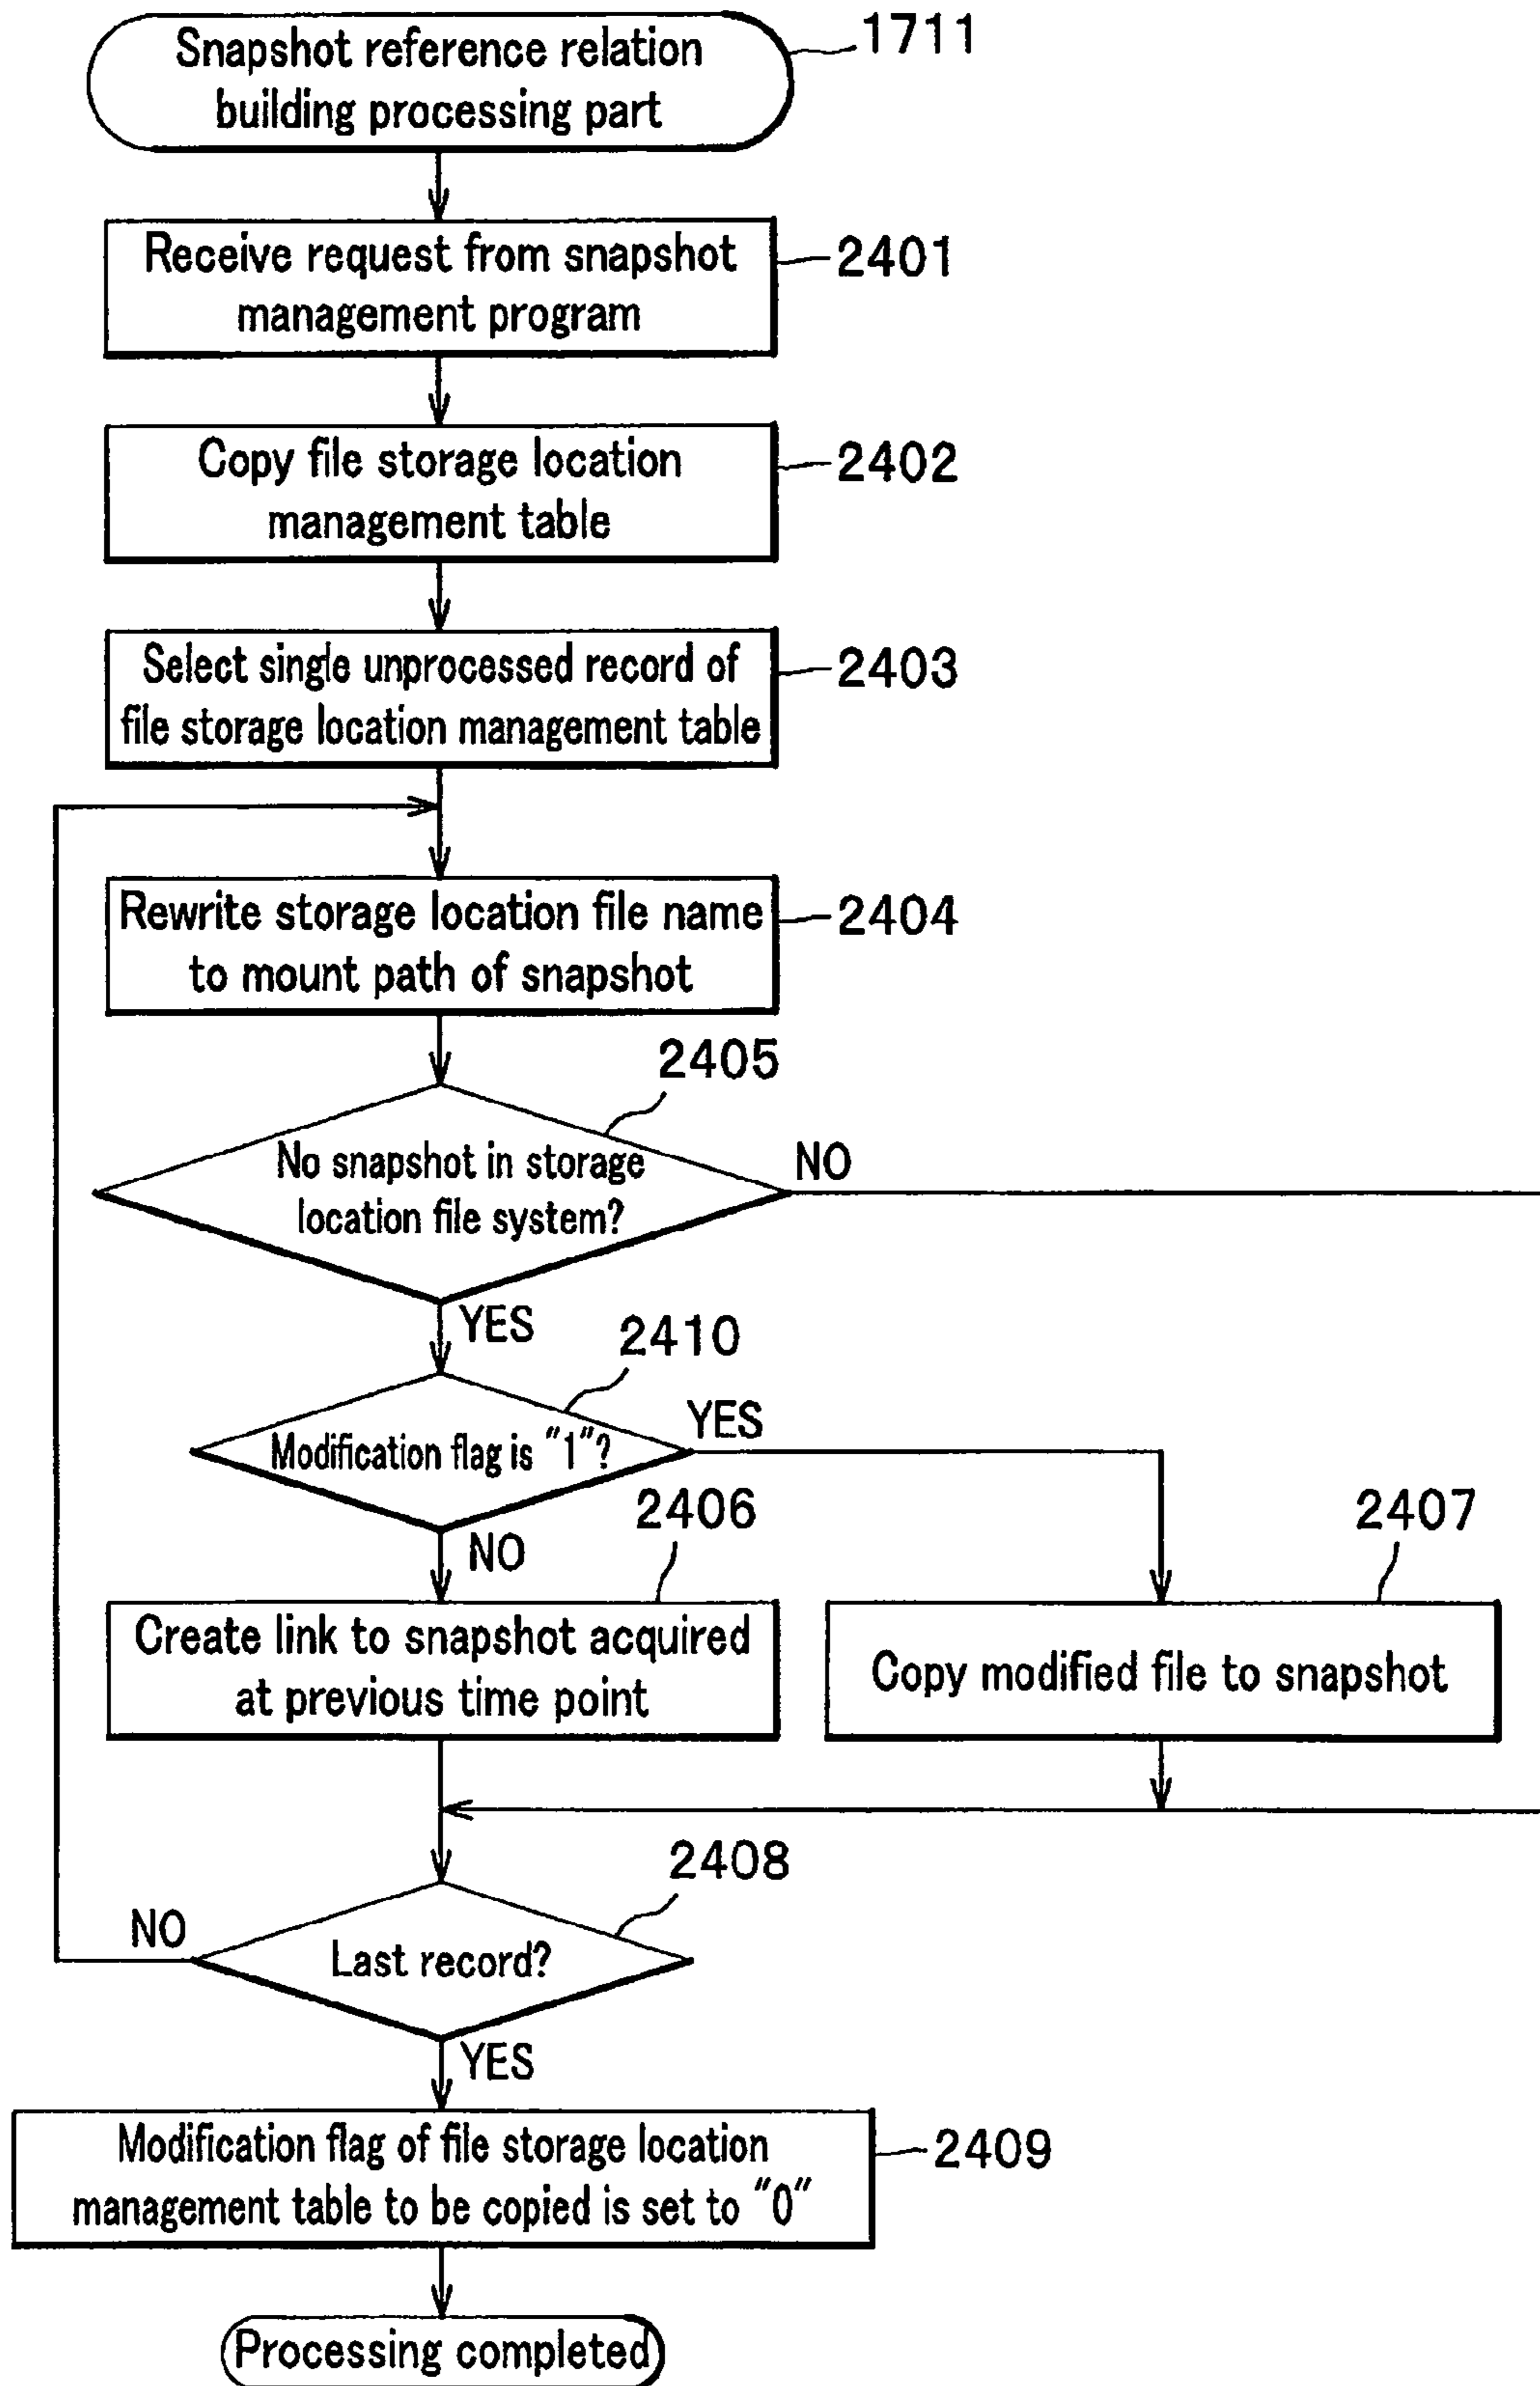 Snapshot reference relation
building processing part
1711
Receive request from snapshot
management program
2401
Copy file storage location
management table
2402
Select single unprocessed record of
file storage location management table
2403
Rewrite storage location file name
to mount path of snapshot
2404
2405
No snapshot in storage
location file system?
NO
YES
2410
Modification flag is "1"?
YES
NO
2406
Create link to snapshot acquired
at previous time point
2407
Copy modified file to snapshot
2408
Last record?
NO
YES
Modification flag of file storage location
management table to be copied is set to "0"
2409
Processing completed